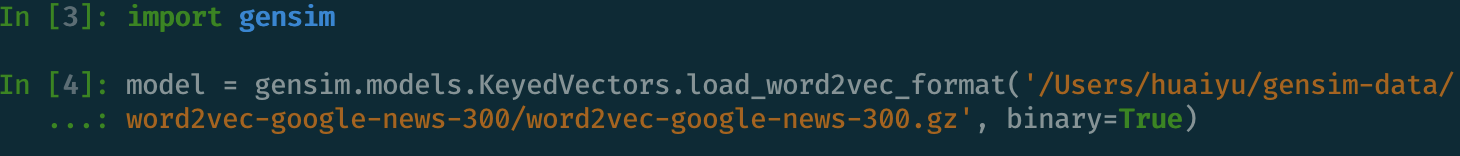 In [3]: import gensim
In [4]: model = gensim.models.KeyedVectors.load_word2vec_format('/Users/huaiyu/gensim-data/
...: word2vec-google-news-300/word2vec-google-news-300.gz', binary=True)